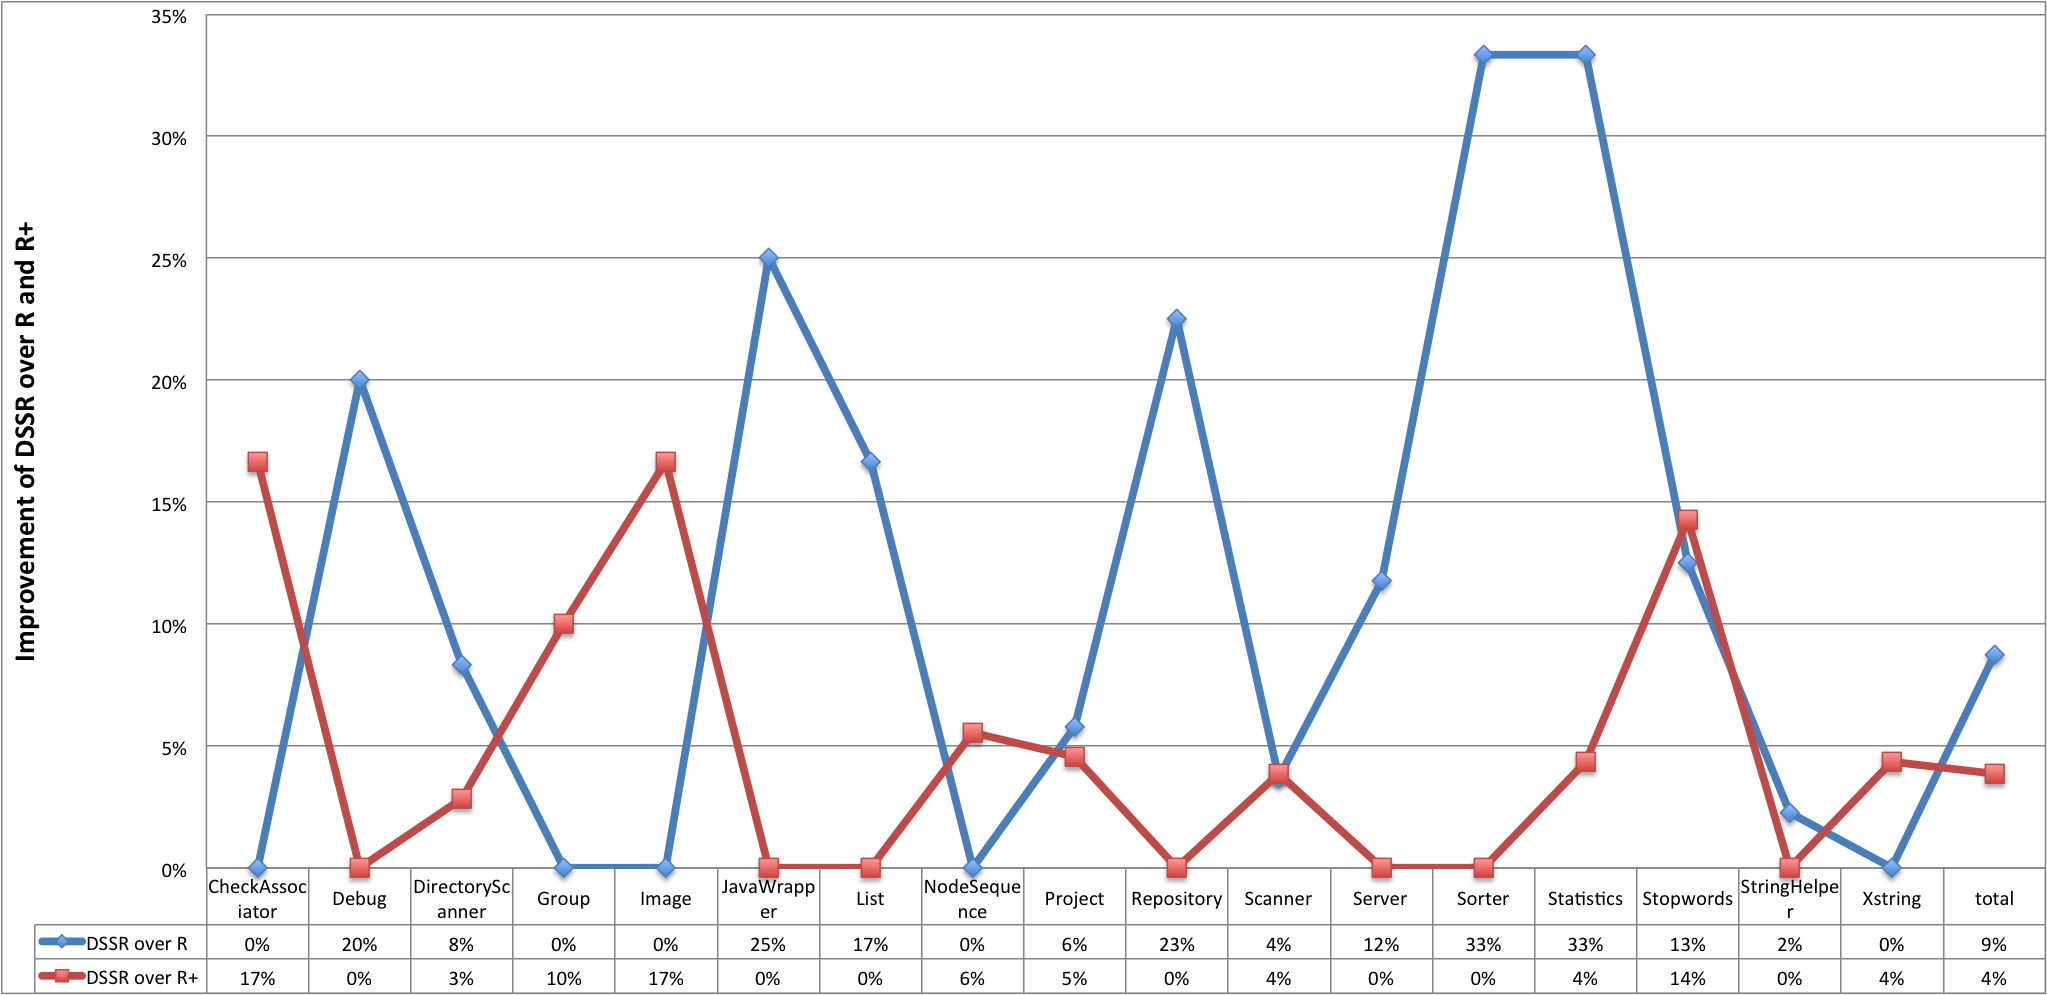 Improvement of DSSR over R and R+
35%
30%
25%
20%
15%
10%
5%
0%
CheckAssoc
iator
Debug
DirectorySc
anner
Group
Image
JavaWrapp
er
List
NodeSeque
nce
Project
Repository
Scanner
Server
Sorter
Statistics
Stopwords
StringHelpe
r
Xstring
total
DSSR over R 0% 20% 8% 0% 0% 25% 17% 0% 6% 23% 4% 12% 33% 33% 13% 2% 0% 9%
DSSR over R+ 17% 0% 3% 10% 17% 0% 0% 6% 5% 0% 4% 0% 0% 4% 14% 0% 4% 4%